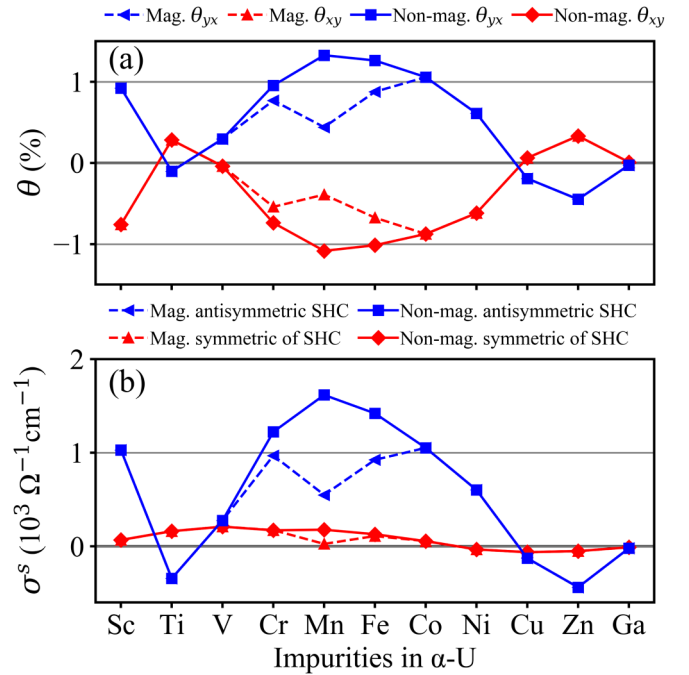 Mag. θyx Mag. θxy Non-mag. θyx Non-mag. θxy
(a)
1
0
−1
θ (%)
Mag. antisymmetric SHC Non-mag. antisymmetric SHC
Mag. symmetric of SHC Non-mag. symmetric of SHC
(b)
2
1
0
σˢ (10³ Ω⁻¹cm⁻¹)
Sc Ti V Cr Mn Fe Co Ni Cu Zn Ga
Impurities in α-U